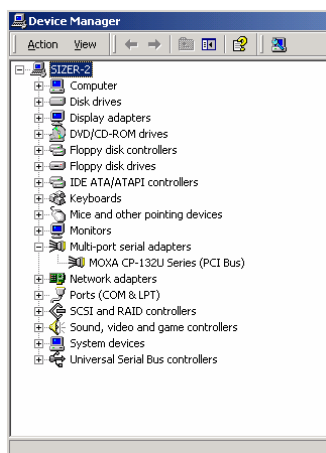 Device Manager
Action View
SIZER-2
Computer
Disk drives
Display adapters
DVD/CD-ROM drives
Floppy disk controllers
Floppy disk drives
IDE ATA/ATAPI controllers
Keyboards
Mice and other pointing devices
Monitors
Multi-port serial adapters
MOXA CP-132U Series (PCI Bus)
Network adapters
Ports (COM & LPT)
SCSI and RAID controllers
Sound, video and game controllers
System devices
Universal Serial Bus controllers